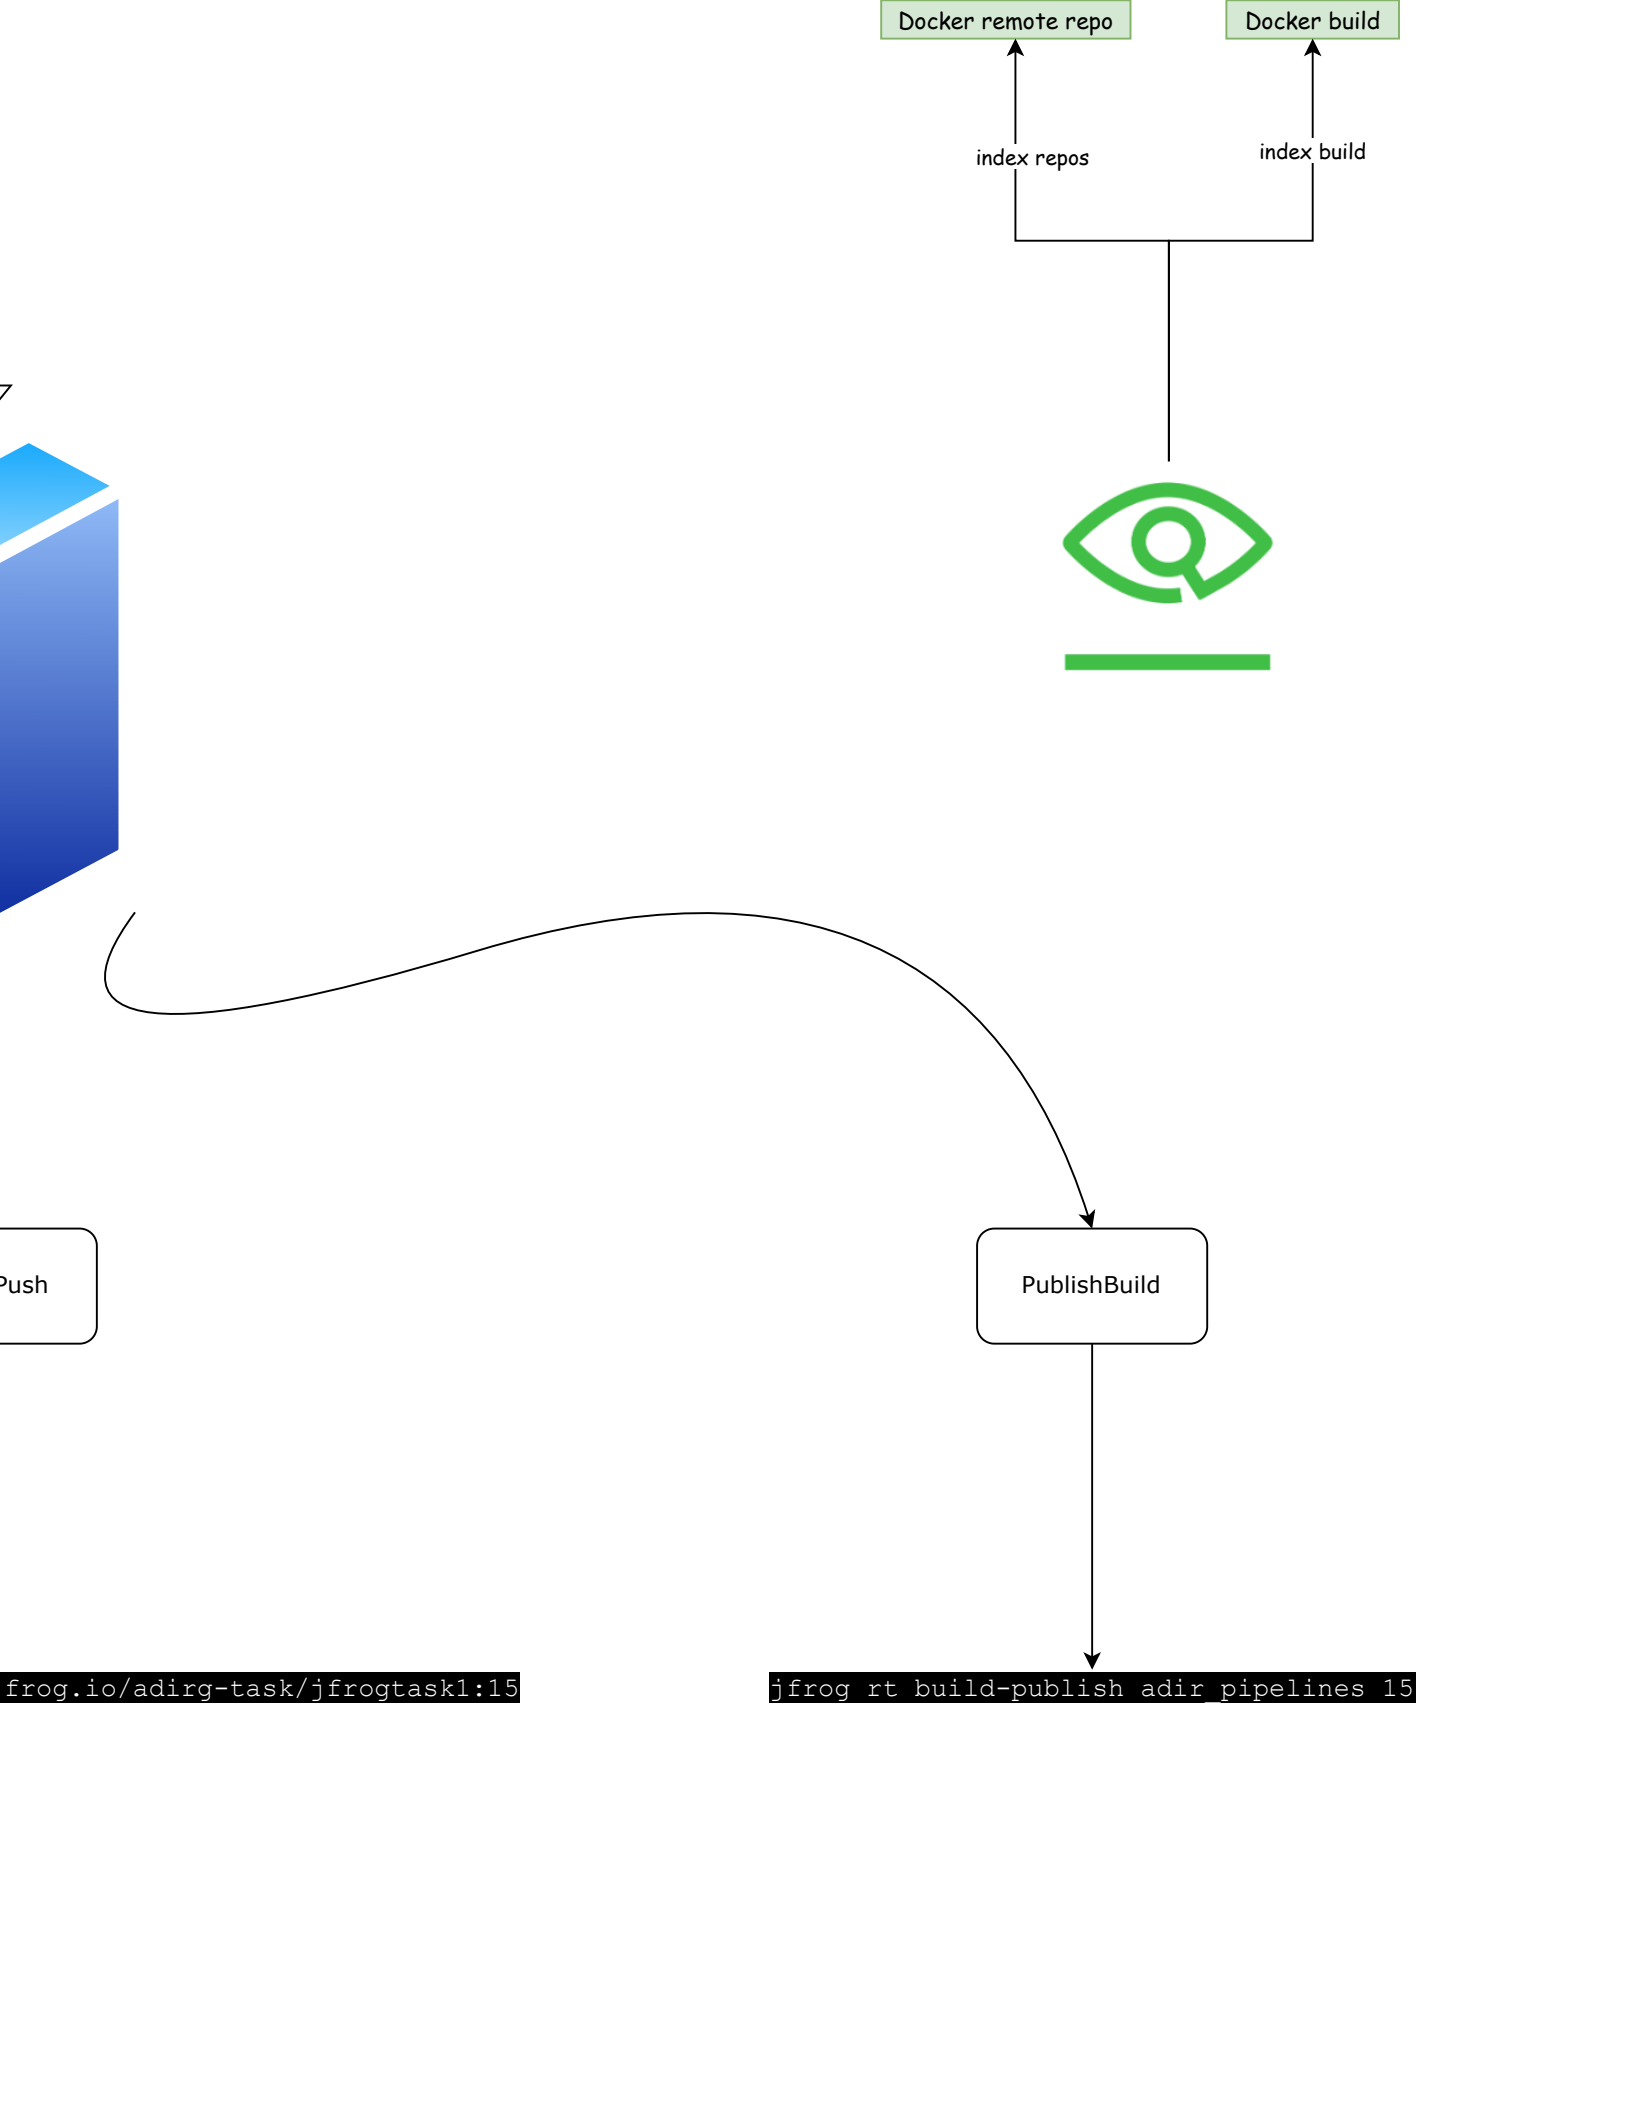 Docker remote repo
Docker build
index repos
index build
Push
PublishBuild
frog.io/adirg-task/jfrogtask1:15
jfrog rt build-publish adir_pipelines 15